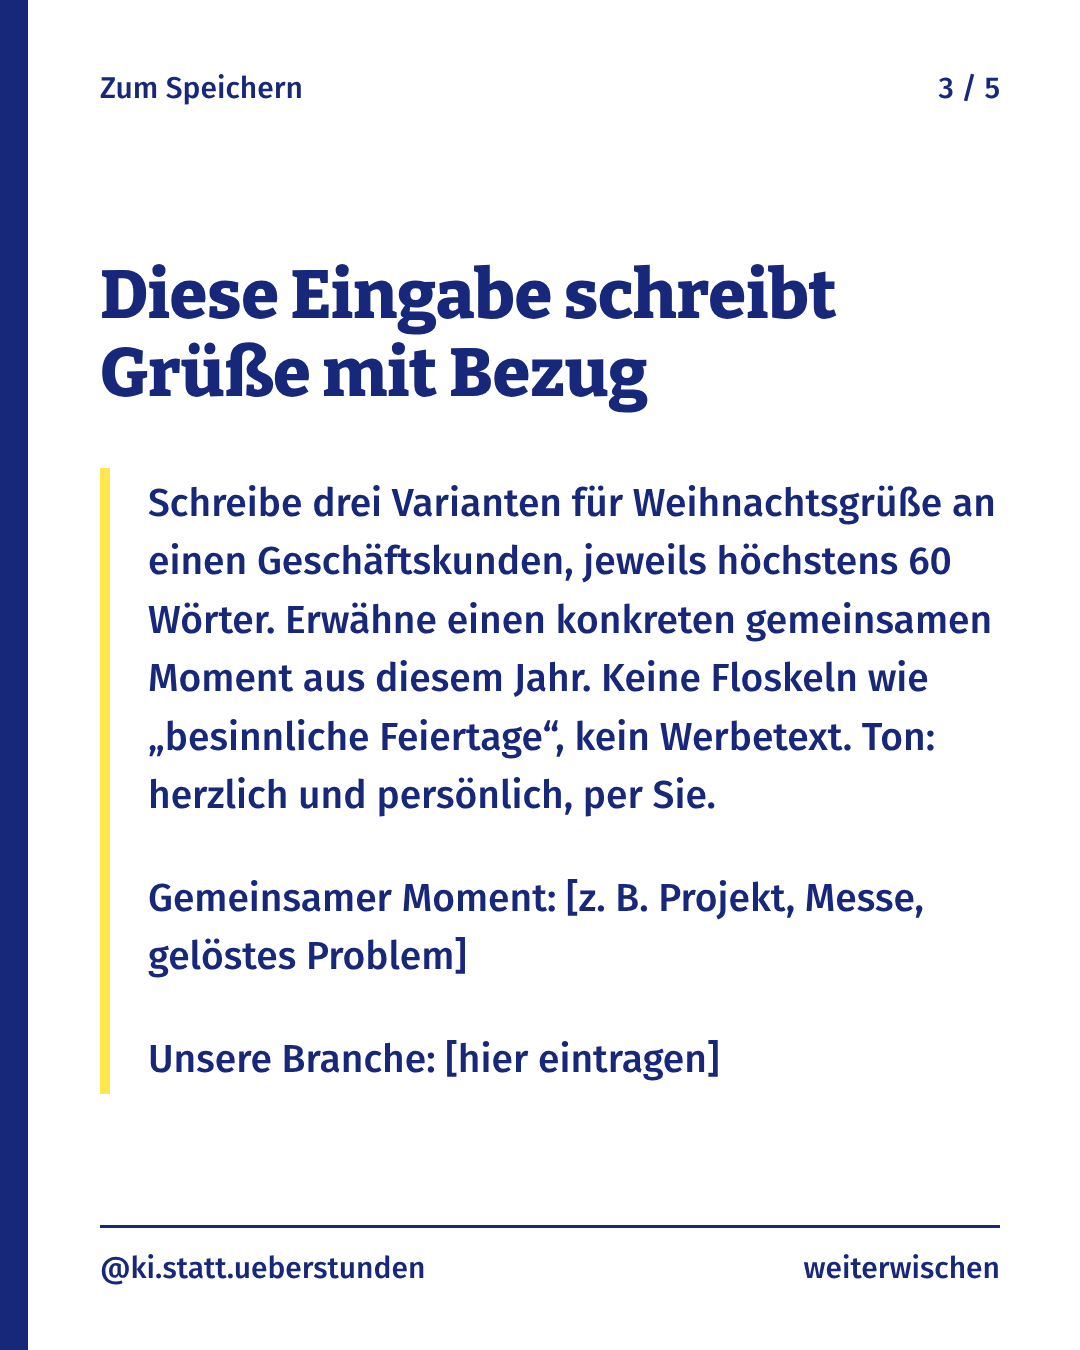 Zum Speichern
3 / 5
Diese Eingabe schreibt
Grüße mit Bezug
Schreibe drei Varianten für Weihnachtsgrüße an
einen Geschäftskunden, jeweils höchstens 60
Wörter. Erwähne einen konkreten gemeinsamen
Moment aus diesem Jahr. Keine Floskeln wie
„besinnliche Feiertage“, kein Werbetext. Ton:
herzlich und persönlich, per Sie.
Gemeinsamer Moment: [z. B. Projekt, Messe,
gelöstes Problem]
Unsere Branche: [hier eintragen]
@ki.statt.ueberstunden
weiterwischen